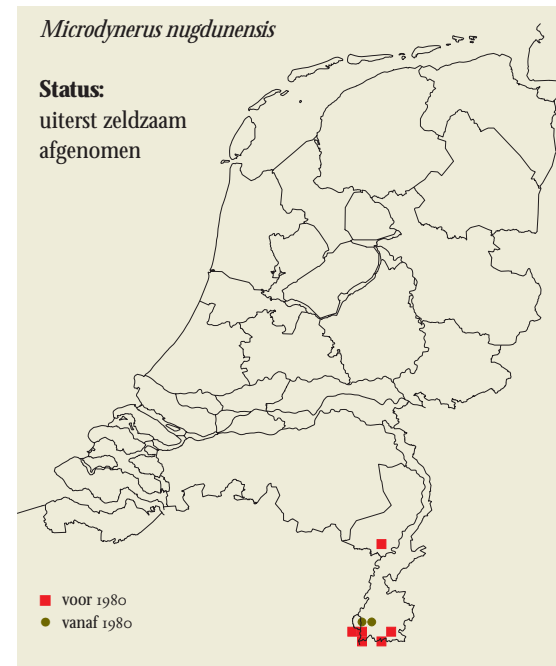 Microdynerus nugdunensis
Status:
uiterst zeldzaam
afgenomen
voor 1980
vanaf 1980